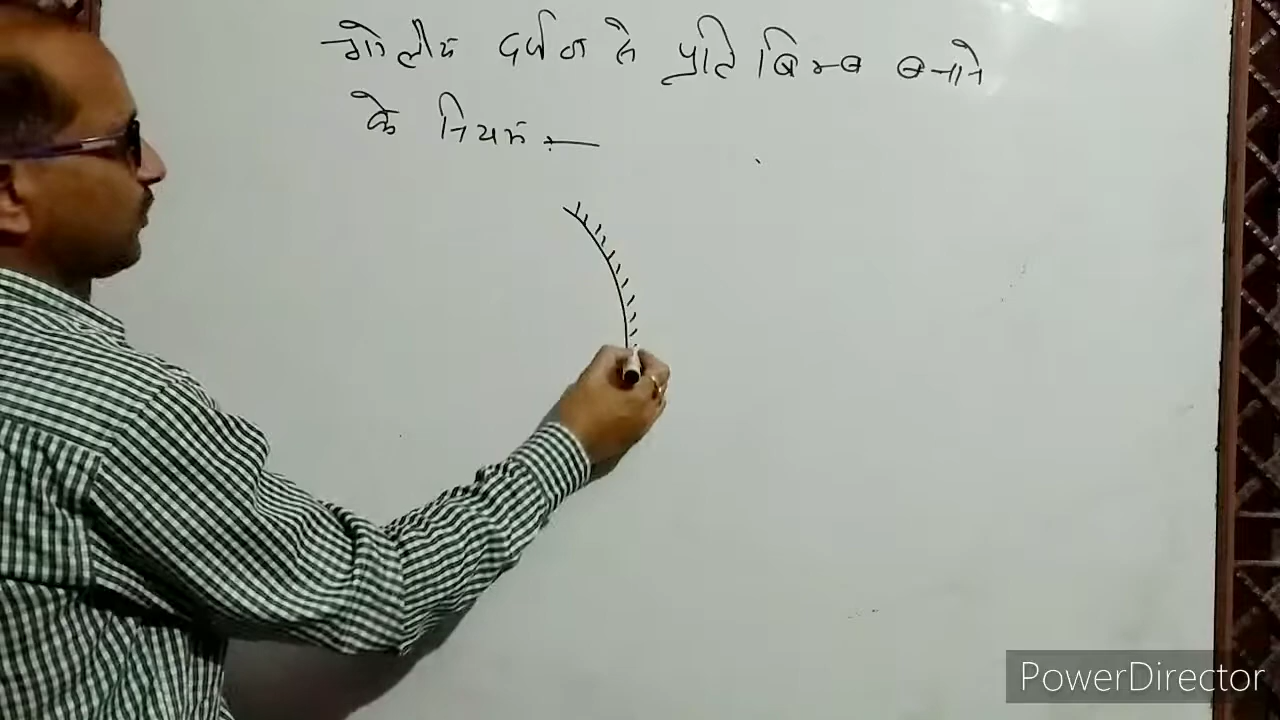 गोलीय दर्पण से प्रतिबिम्ब बनाने
के नियम :-
PowerDirector